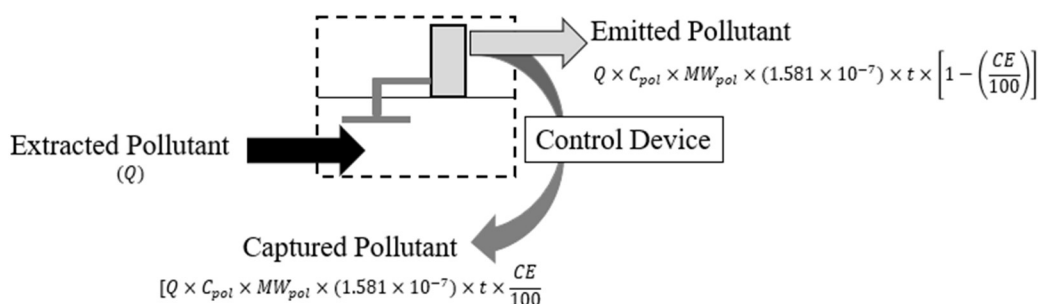 Emitted Pollutant
Q × C_pol × MW_pol × (1.581 × 10^-7) × t × [1 − (CE/100)]
Control Device
Extracted Pollutant
(Q)
Captured Pollutant
[Q × C_pol × MW_pol × (1.581 × 10^-7) × t × CE/100